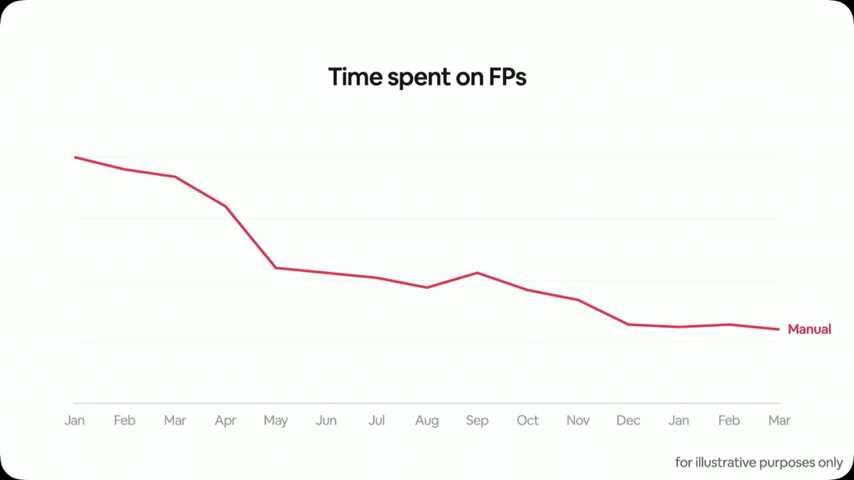 Time spent on FPs
Manual
Jan Feb Mar Apr May Jun Jul Aug Sep Oct Nov Dec Jan Feb Mar
for illustrative purposes only